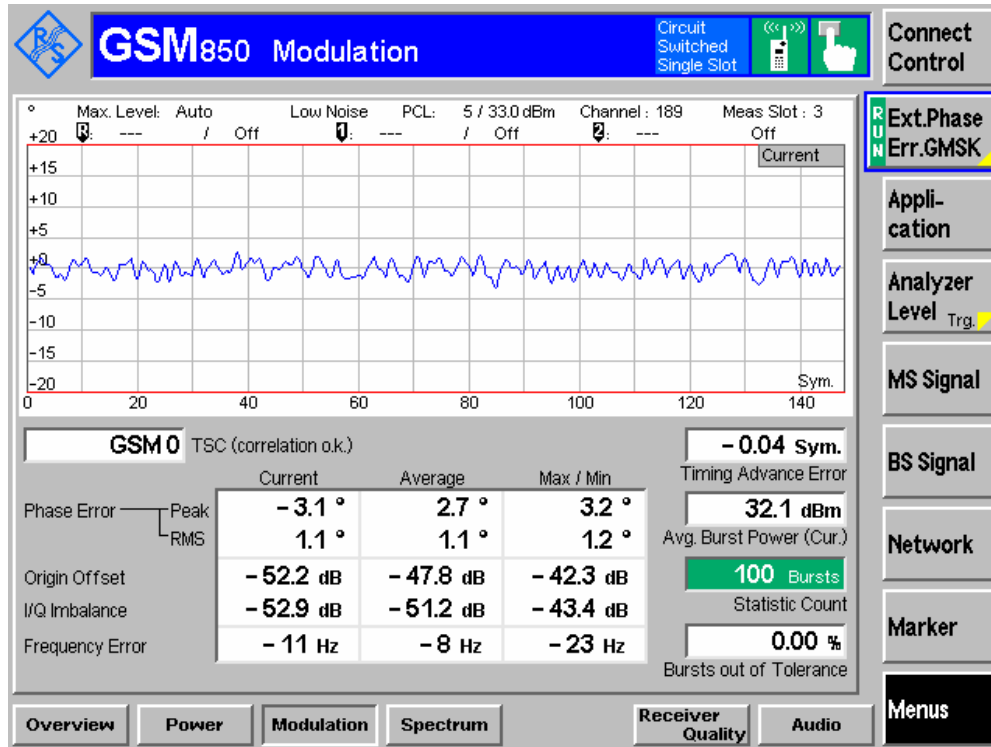 R&S
GSM850 Modulation
Circuit
Switched
Single Slot
Connect
Control
° Max. Level: Auto Low Noise PCL: 5 / 33.0 dBm Channel : 189 Meas Slot : 3
R: --- / Off 1: --- / Off 2: --- Off
Current
+20
+15
+10
+5
+0
-5
-10
-15
-20
Sym.
0 20 40 60 80 100 120 140
GSM 0 TSC (correlation o.k.)
Current Average Max / Min
Phase Error Peak – 3.1 ° 2.7 ° 3.2 °
RMS 1.1 ° 1.1 ° 1.2 °
Origin Offset – 52.2 dB – 47.8 dB – 42.3 dB
I/Q Imbalance – 52.9 dB – 51.2 dB – 43.4 dB
Frequency Error – 11 Hz – 8 Hz – 23 Hz
– 0.04 Sym.
Timing Advance Error
32.1 dBm
Avg. Burst Power (Cur.)
100 Bursts
Statistic Count
0.00 %
Bursts out of Tolerance
RUN
Ext.Phase
Err.GMSK
Appli-
cation
Analyzer
Level Trg.
MS Signal
BS Signal
Network
Marker
Menus
Overview Power Modulation Spectrum Receiver Quality Audio